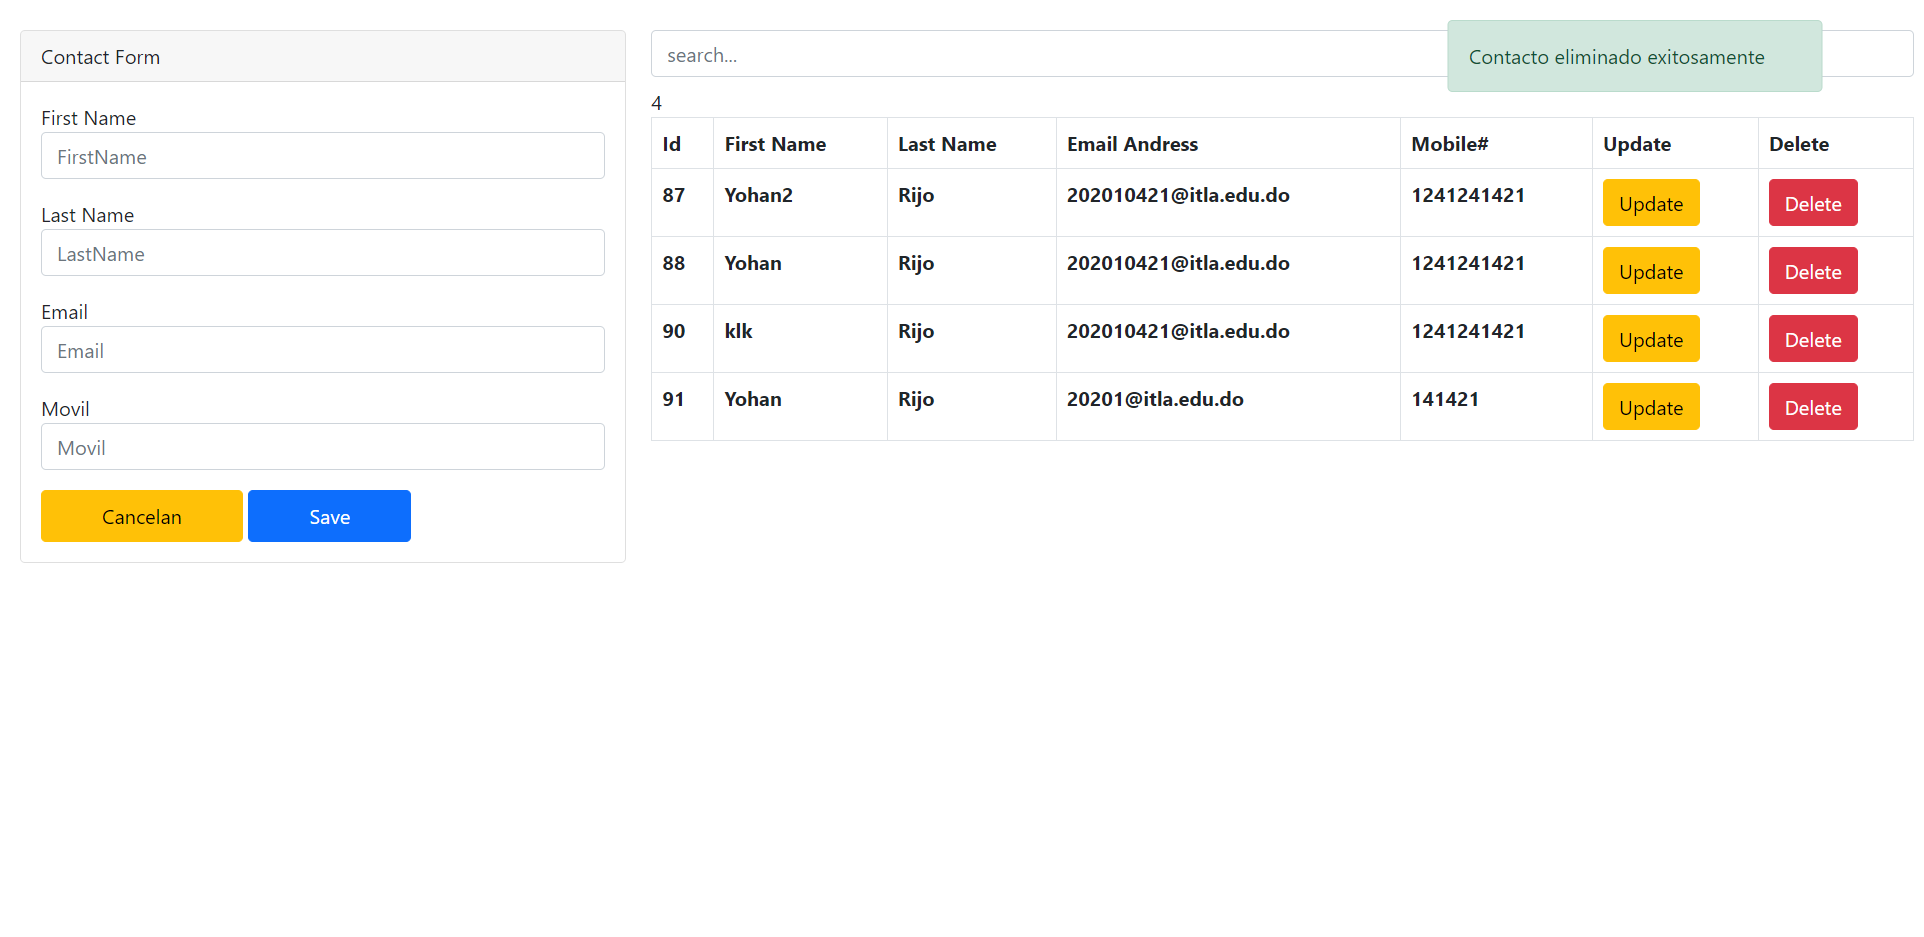 Contact Form
First Name
FirstName
Last Name
LastName
Email
Email
Movil
Movil
Cancelan Save
search...
Contacto eliminado exitosamente
4
Id First Name Last Name Email Andress Mobile# Update Delete
87 Yohan2 Rijo 202010421@itla.edu.do 1241241421 Update Delete
88 Yohan Rijo 202010421@itla.edu.do 1241241421 Update Delete
90 klk Rijo 202010421@itla.edu.do 1241241421 Update Delete
91 Yohan Rijo 20201@itla.edu.do 141421 Update Delete